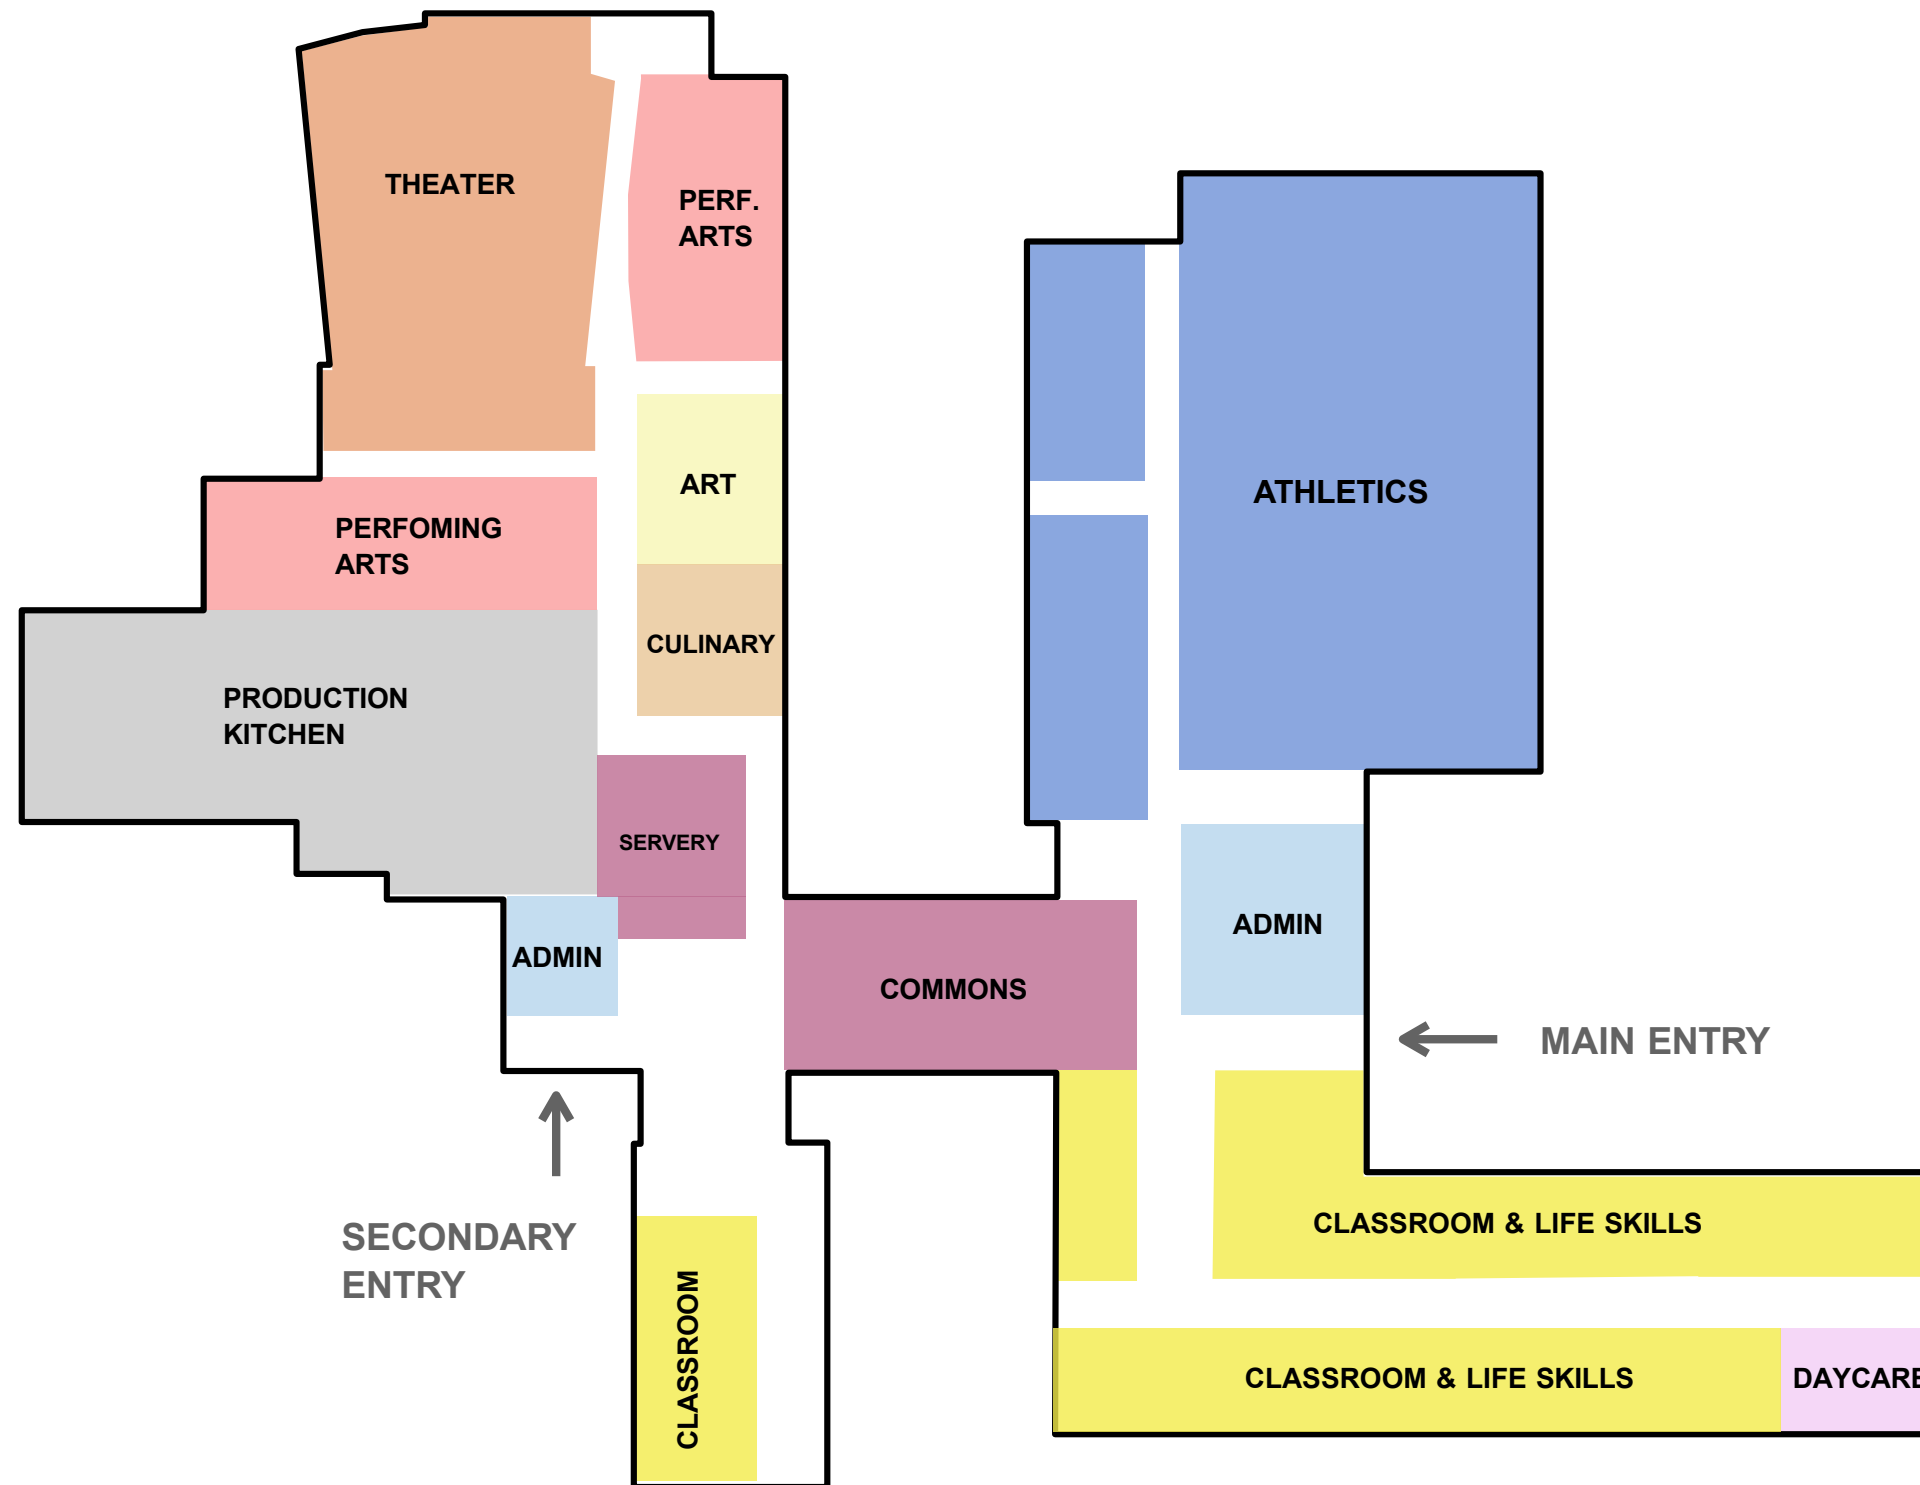 THEATER
PERF.
ARTS
ART
ATHLETICS
PERFOMING
ARTS
CULINARY
PRODUCTION
KITCHEN
SERVERY
ADMIN
ADMIN
COMMONS
MAIN ENTRY
SECONDARY
ENTRY
CLASSROOM & LIFE SKILLS
CLASSROOM
CLASSROOM & LIFE SKILLS
DAYCARE